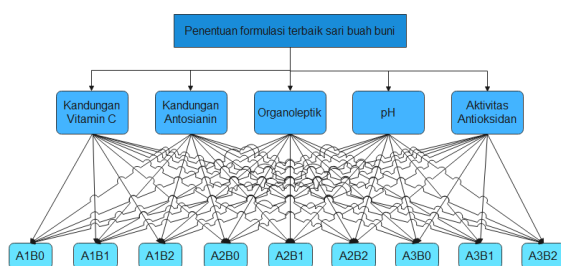 Penentuan formulasi terbaik sari buah buni
Kandungan
Vitamin C
Kandungan
Antosianin
Organoleptik
pH
Aktivitas
Antioksidan
A1B0
A1B1
A1B2
A2B0
A2B1
A2B2
A3B0
A3B1
A3B2